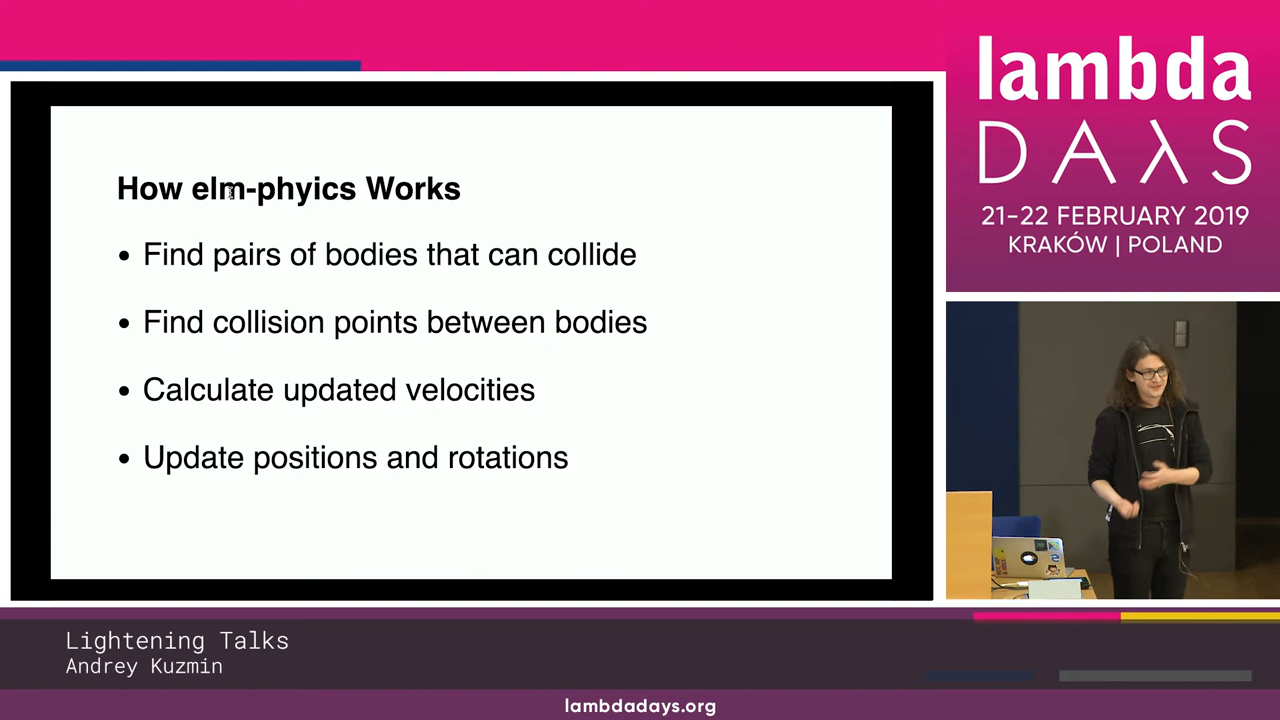 How elm-phyics Works
• Find pairs of bodies that can collide
• Find collision points between bodies
• Calculate updated velocities
• Update positions and rotations
lambda
DAλS
21–22 FEBRUARY 2019
KRAKÓW | POLAND
Lightening Talks
Andrey Kuzmin
lambdadays.org